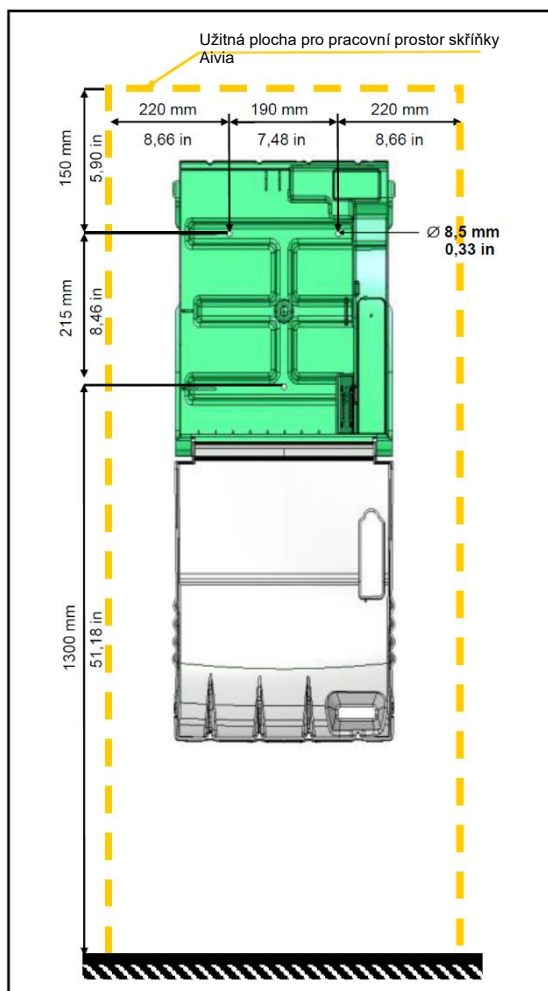 Užitná plocha pro pracovní prostor skříňky
Aivia
220 mm
190 mm
220 mm
8,66 in
7,48 in
8,66 in
150 mm
5,90 in
Ø 8,5 mm
0,33 in
215 mm
8,46 in
1300 mm
51,18 in